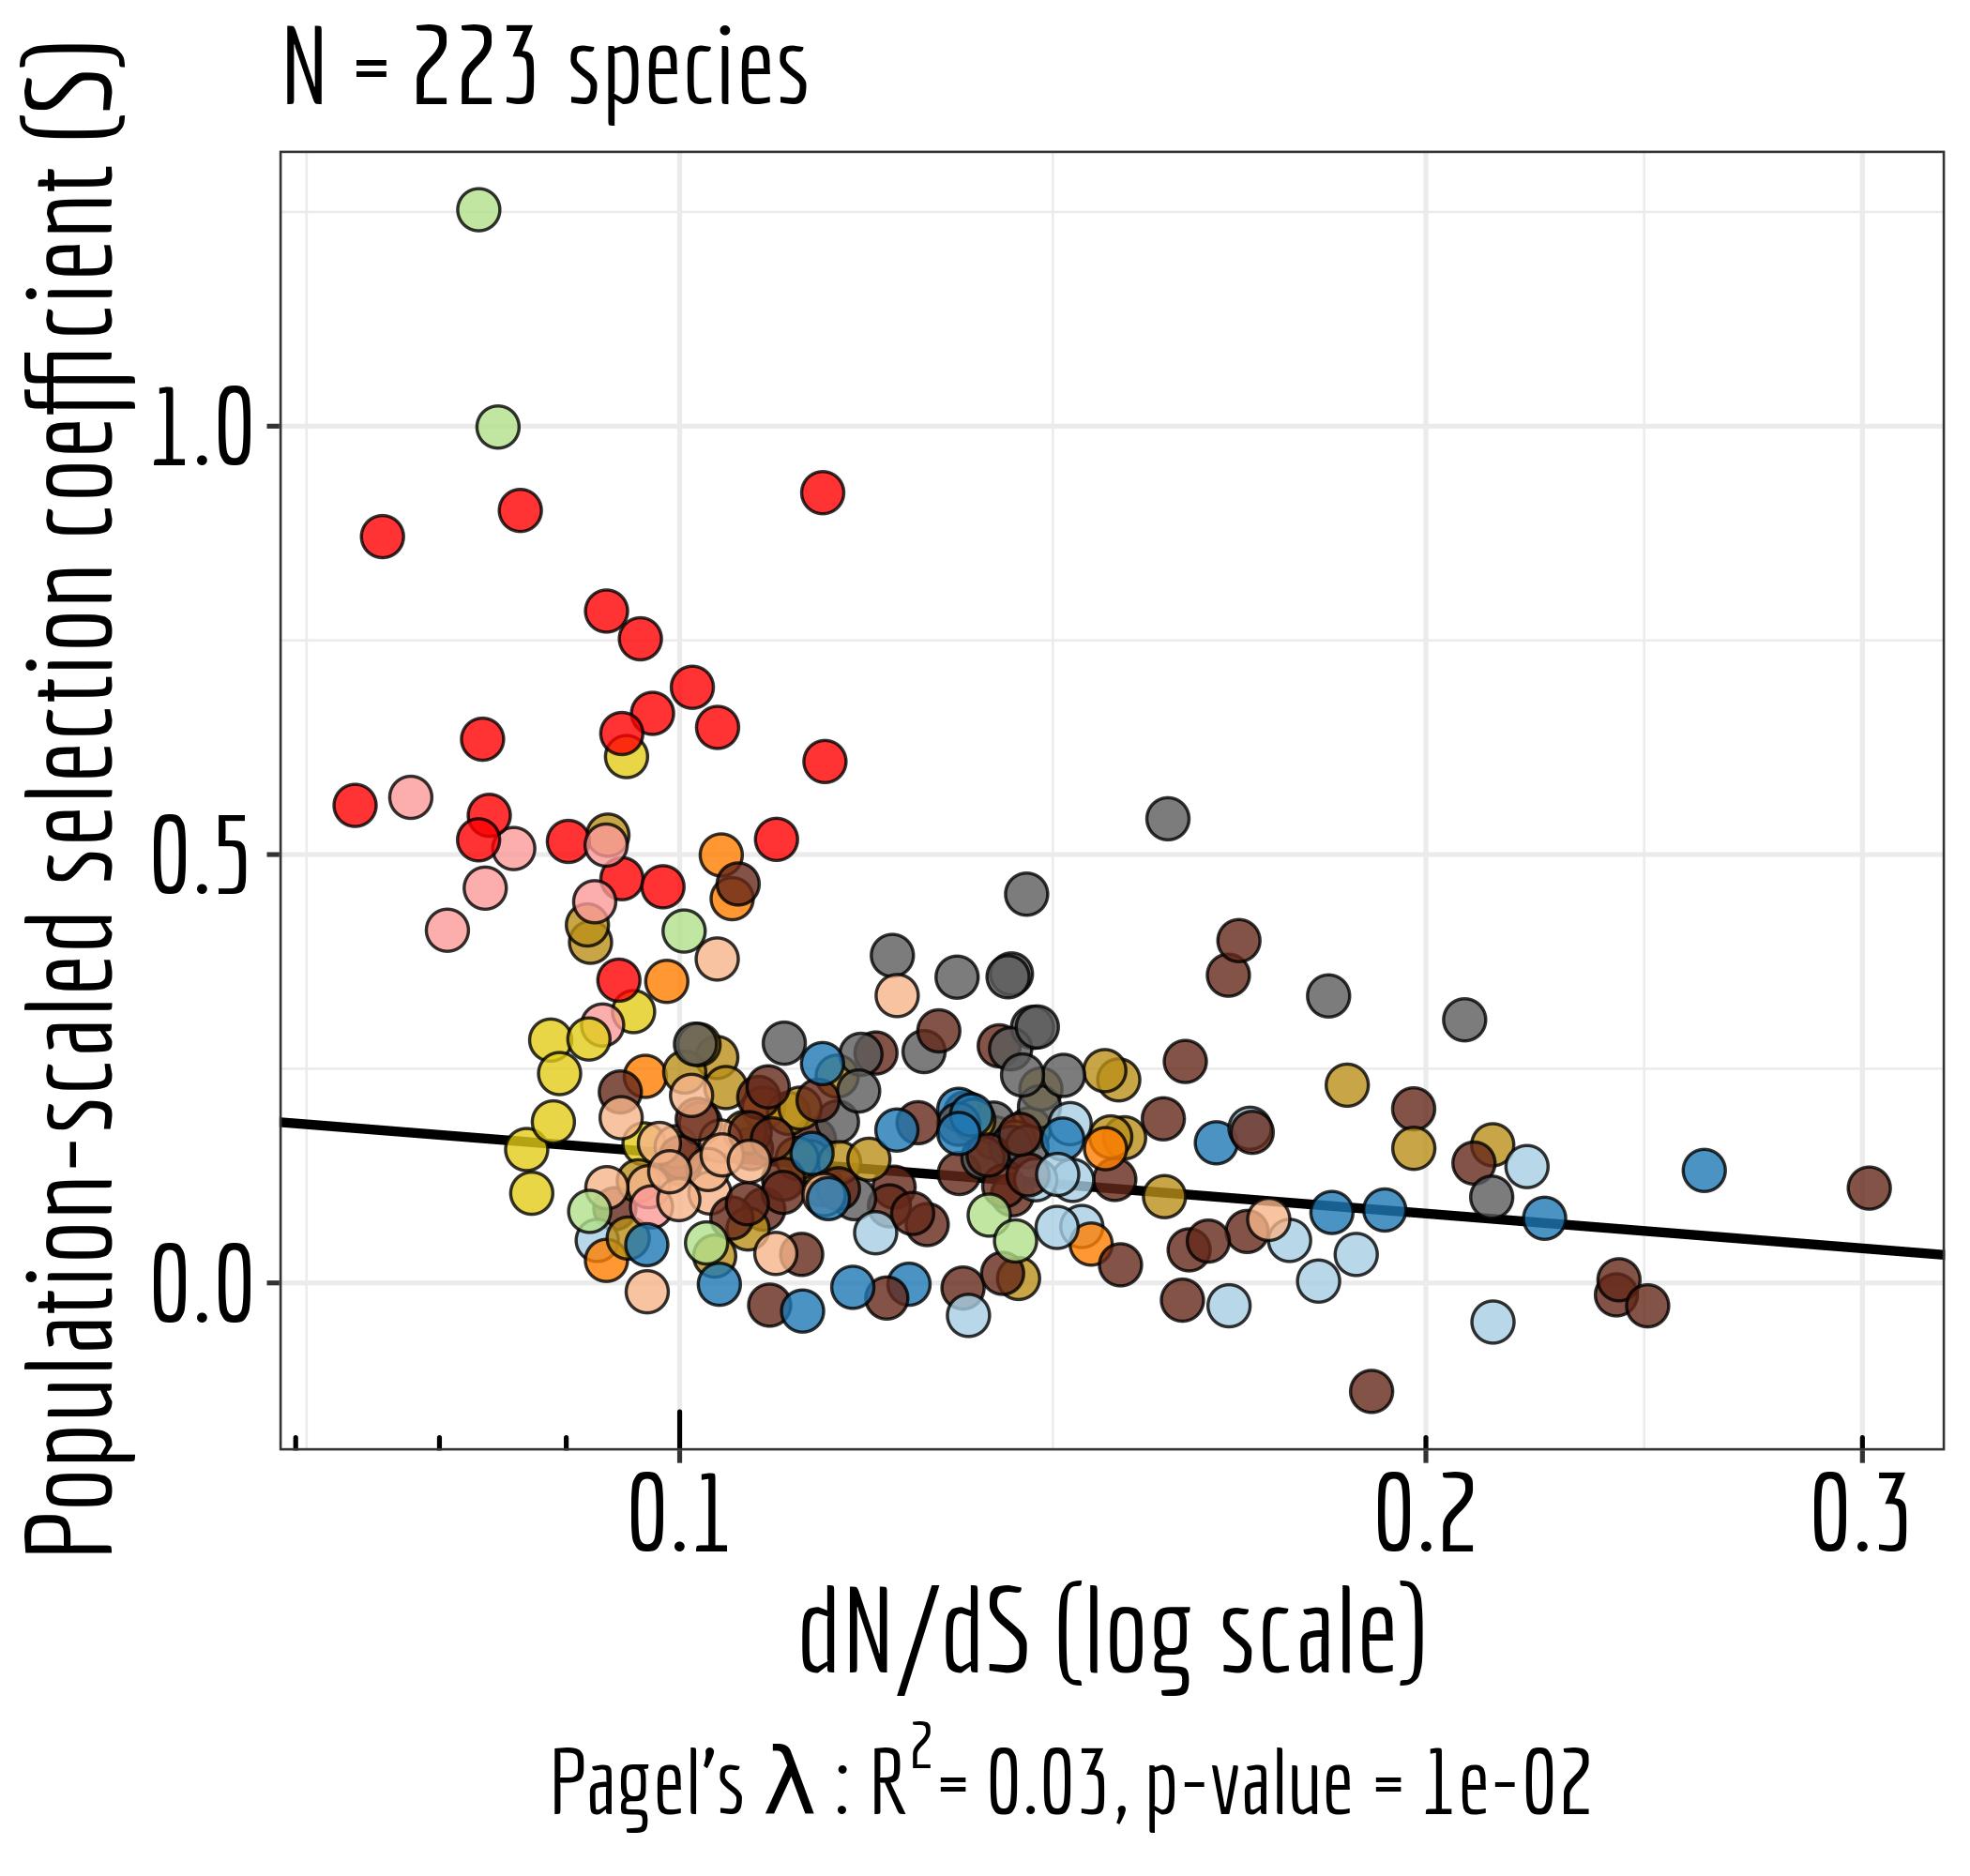 N = 223 species
Population-scaled selection coefficient (S)
1.0
0.5
0.0
0.1
0.2
0.3
dN/dS (log scale)
Pagel's λ : R² = 0.03, p-value = 1e-02